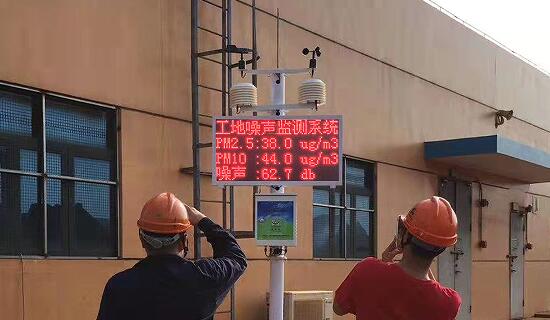 工地噪声监测系统
PM2.5:38.0 ug/m3
PM10 :44.0 ug/m3
噪声 :62.7 db